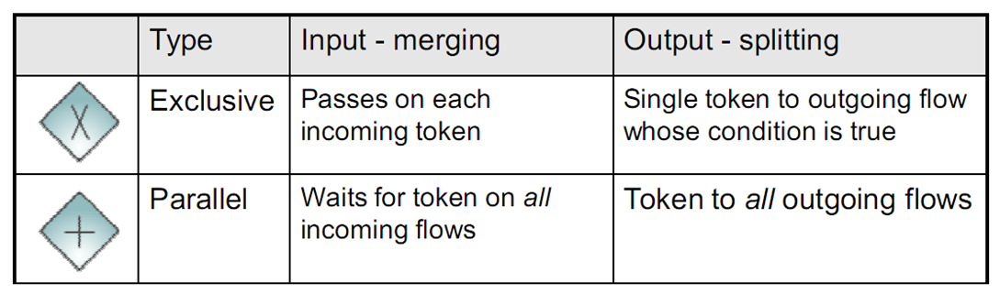 Type
Input - merging
Output - splitting
Exclusive
Passes on each
incoming token
Single token to outgoing flow
whose condition is true
Parallel
Waits for token on all
incoming flows
Token to all outgoing flows